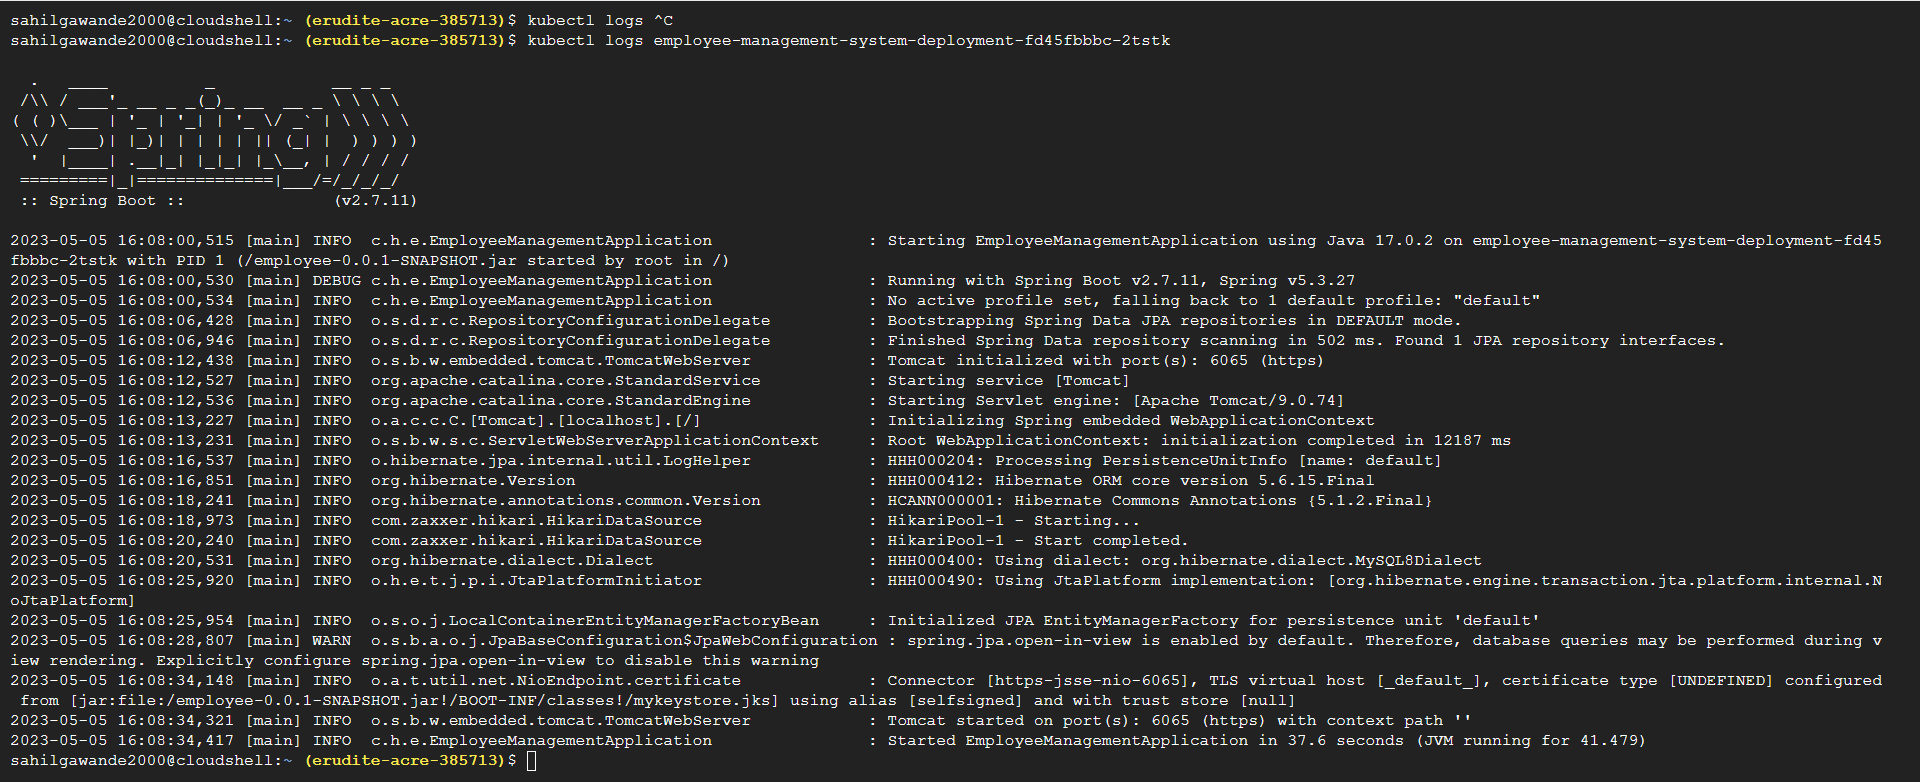 sahilgawande2000@cloudshell:~ (erudite-acre-385713)$ kubectl logs ^C
sahilgawande2000@cloudshell:~ (erudite-acre-385713)$ kubectl logs employee-management-system-deployment-fd45fbbbc-2tstk
  .   ____          _            __ _ _
 /\\ / ___'_ __ _ _(_)_ __  __ _ \ \ \ \
( ( )\___ | '_ | '_| | '_ \/ _` | \ \ \ \
 \\/  ___)| |_)| | | | | || (_| |  ) ) ) )
  '  |____| .__|_| |_|_| |_\__, | / / / /
 =========|_|==============|___/=/_/_/_/
 :: Spring Boot ::               (v2.7.11)
2023-05-05 16:08:00,515 [main] INFO  c.h.e.EmployeeManagementApplication                : Starting EmployeeManagementApplication using Java 17.0.2 on employee-management-system-deployment-fd45
fbbbc-2tstk with PID 1 (/employee-0.0.1-SNAPSHOT.jar started by root in /)
2023-05-05 16:08:00,530 [main] DEBUG c.h.e.EmployeeManagementApplication                : Running with Spring Boot v2.7.11, Spring v5.3.27
2023-05-05 16:08:00,534 [main] INFO  c.h.e.EmployeeManagementApplication                : No active profile set, falling back to 1 default profile: "default"
2023-05-05 16:08:06,428 [main] INFO  o.s.d.r.c.RepositoryConfigurationDelegate          : Bootstrapping Spring Data JPA repositories in DEFAULT mode.
2023-05-05 16:08:06,946 [main] INFO  o.s.d.r.c.RepositoryConfigurationDelegate          : Finished Spring Data repository scanning in 502 ms. Found 1 JPA repository interfaces.
2023-05-05 16:08:12,438 [main] INFO  o.s.b.w.embedded.tomcat.TomcatWebServer            : Tomcat initialized with port(s): 6065 (https)
2023-05-05 16:08:12,527 [main] INFO  org.apache.catalina.core.StandardService           : Starting service [Tomcat]
2023-05-05 16:08:12,536 [main] INFO  org.apache.catalina.core.StandardEngine            : Starting Servlet engine: [Apache Tomcat/9.0.74]
2023-05-05 16:08:13,227 [main] INFO  o.a.c.c.C.[Tomcat].[localhost].[/]                 : Initializing Spring embedded WebApplicationContext
2023-05-05 16:08:13,231 [main] INFO  o.s.b.w.s.c.ServletWebServerApplicationContext     : Root WebApplicationContext: initialization completed in 12187 ms
2023-05-05 16:08:16,537 [main] INFO  o.hibernate.jpa.internal.util.LogHelper            : HHH000204: Processing PersistenceUnitInfo [name: default]
2023-05-05 16:08:16,851 [main] INFO  org.hibernate.Version                              : HHH000412: Hibernate ORM core version 5.6.15.Final
2023-05-05 16:08:18,241 [main] INFO  org.hibernate.annotations.common.Version           : HCANN000001: Hibernate Commons Annotations {5.1.2.Final}
2023-05-05 16:08:18,973 [main] INFO  com.zaxxer.hikari.HikariDataSource                 : HikariPool-1 - Starting...
2023-05-05 16:08:20,240 [main] INFO  com.zaxxer.hikari.HikariDataSource                 : HikariPool-1 - Start completed.
2023-05-05 16:08:20,531 [main] INFO  org.hibernate.dialect.Dialect                      : HHH000400: Using dialect: org.hibernate.dialect.MySQL8Dialect
2023-05-05 16:08:25,920 [main] INFO  o.h.e.t.j.p.i.JtaPlatformInitiator                 : HHH000490: Using JtaPlatform implementation: [org.hibernate.engine.transaction.jta.platform.internal.N
oJtaPlatform]
2023-05-05 16:08:25,954 [main] INFO  o.s.o.j.LocalContainerEntityManagerFactoryBean     : Initialized JPA EntityManagerFactory for persistence unit 'default'
2023-05-05 16:08:28,807 [main] WARN  o.s.b.a.o.j.JpaBaseConfiguration$JpaWebConfiguration : spring.jpa.open-in-view is enabled by default. Therefore, database queries may be performed during v
iew rendering. Explicitly configure spring.jpa.open-in-view to disable this warning
2023-05-05 16:08:34,148 [main] INFO  o.a.t.util.net.NioEndpoint.certificate             : Connector [https-jsse-nio-6065], TLS virtual host [_default_], certificate type [UNDEFINED] configured
 from [jar:file:/employee-0.0.1-SNAPSHOT.jar!/BOOT-INF/classes!/mykeystore.jks] using alias [selfsigned] and with trust store [null]
2023-05-05 16:08:34,321 [main] INFO  o.s.b.w.embedded.tomcat.TomcatWebServer            : Tomcat started on port(s): 6065 (https) with context path ''
2023-05-05 16:08:34,417 [main] INFO  c.h.e.EmployeeManagementApplication                : Started EmployeeManagementApplication in 37.6 seconds (JVM running for 41.479)
sahilgawande2000@cloudshell:~ (erudite-acre-385713)$